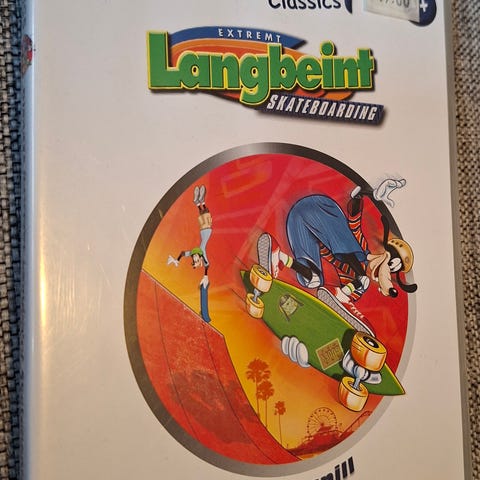 Classics
EXTREMT
Langbeint
SKATEBOARDING